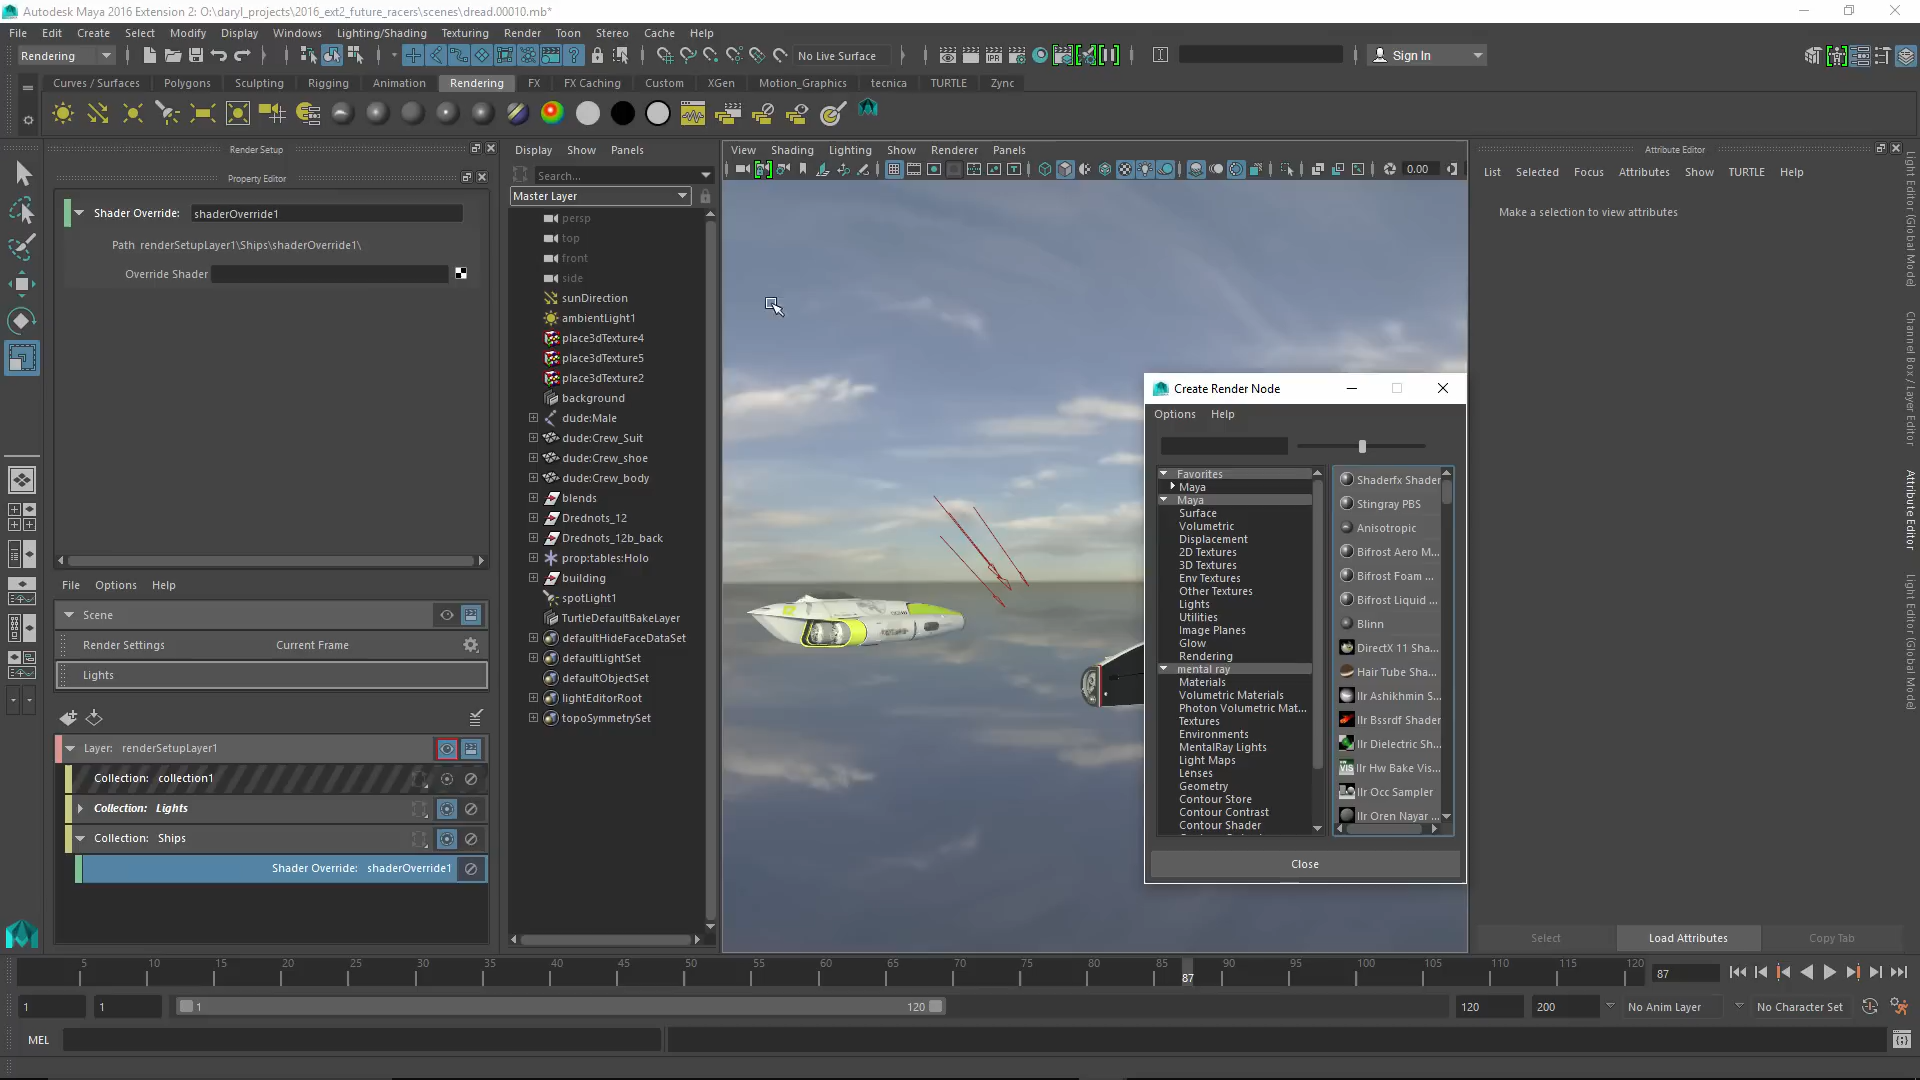 Autodesk Maya 2016 Extension 2: O:\daryl_projects\2016_ext2_future_racers\scenes\dread.00010.mb*
File Edit Create Select Modify Display Windows Lighting/Shading Texturing Render Toon Stereo Cache Help
Rendering No Live Surface Sign In
Curves / Surfaces Polygons Sculpting Rigging Animation Rendering FX FX Caching Custom XGen Motion_Graphics tecnica TURTLE Zync
Render Setup
Property Editor
Shader Override: shaderOverride1
Path renderSetupLayer1\Ships\shaderOverride1\
Override Shader
File Options Help
Scene
Render Settings Current Frame
Lights
Layer: renderSetupLayer1
Collection: collection1
Collection: Lights
Collection: Ships
Shader Override: shaderOverride1
Display Show Panels
Search...
Master Layer
persp
top
front
side
sunDirection
ambientLight1
place3dTexture4
place3dTexture5
place3dTexture2
background
dude:Male
dude:Crew_Suit
dude:Crew_shoe
dude:Crew_body
blends
Drednots_12
Drednots_12b_back
prop:tables:Holo
building
spotLight1
TurtleDefaultBakeLayer
defaultHideFaceDataSet
defaultLightSet
defaultObjectSet
lightEditorRoot
topoSymmetrySet
View Shading Lighting Show Renderer Panels
0.00
Create Render Node
Options Help
Favorites
Maya
Maya
Surface
Volumetric
Displacement
2D Textures
3D Textures
Env Textures
Other Textures
Lights
Utilities
Image Planes
Glow
Rendering
mental ray
Materials
Volumetric Materials
Photon Volumetric Mat...
Textures
Environments
MentalRay Lights
Light Maps
Lenses
Geometry
Contour Store
Contour Contrast
Contour Shader
Shaderfx Shader
Stingray PBS
Anisotropic
Bifrost Aero M...
Bifrost Foam ...
Bifrost Liquid ...
Blinn
DirectX 11 Sha...
Hair Tube Sha...
Ilr Ashikhmin S...
Ilr Bssrdf Shader
Ilr Dielectric Sh...
Ilr Hw Bake Vis...
Ilr Occ Sampler
Ilr Oren Nayar ...
Close
Attribute Editor
List Selected Focus Attributes Show TURTLE Help
Make a selection to view attributes
Select Load Attributes Copy Tab
Light Editor (Global Mode)
Channel Box / Layer Editor
Attribute Editor
Light Editor (Global Mode)
5 10 15 20 25 30 35 40 45 50 55 60 65 70 75 80 85 87 90 95 100 105 110 115 120 87
1 1 1 120 120 200 No Anim Layer No Character Set
MEL